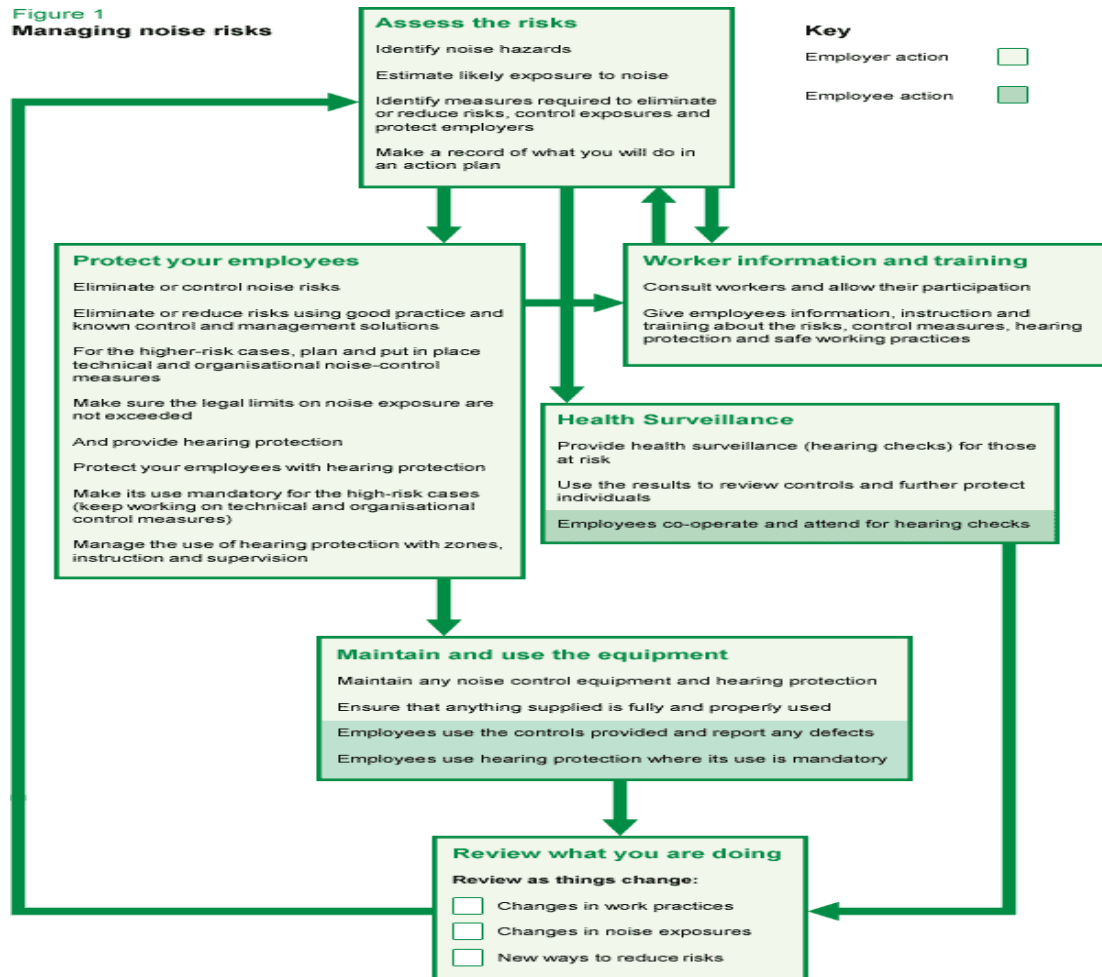 Figure 1
Managing noise risks
Assess the risks
Identify noise hazards
Estimate likely exposure to noise
Identify measures required to eliminate
or reduce risks, control exposures and
protect employers
Make a record of what you will do in
an action plan
Key
Employer action
Employee action
Protect your employees
Eliminate or control noise risks
Eliminate or reduce risks using good practice and
known control and management solutions
For the higher-risk cases, plan and put in place
technical and organisational noise-control
measures
Make sure the legal limits on noise exposure are
not exceeded
And provide hearing protection
Protect your employees with hearing protection
Make its use mandatory for the high-risk cases
(keep working on technical and organisational
control measures)
Manage the use of hearing protection with zones,
instruction and supervision
Worker information and training
Consult workers and allow their participation
Give employees information, instruction and
training about the risks, control measures, hearing
protection and safe working practices
Health Surveillance
Provide health surveillance (hearing checks) for those
at risk
Use the results to review controls and further protect
individuals
Employees co-operate and attend for hearing checks
Maintain and use the equipment
Maintain any noise control equipment and hearing protection
Ensure that anything supplied is fully and properly used
Employees use the controls provided and report any defects
Employees use hearing protection where its use is mandatory
Review what you are doing
Review as things change:
Changes in work practices
Changes in noise exposures
New ways to reduce risks